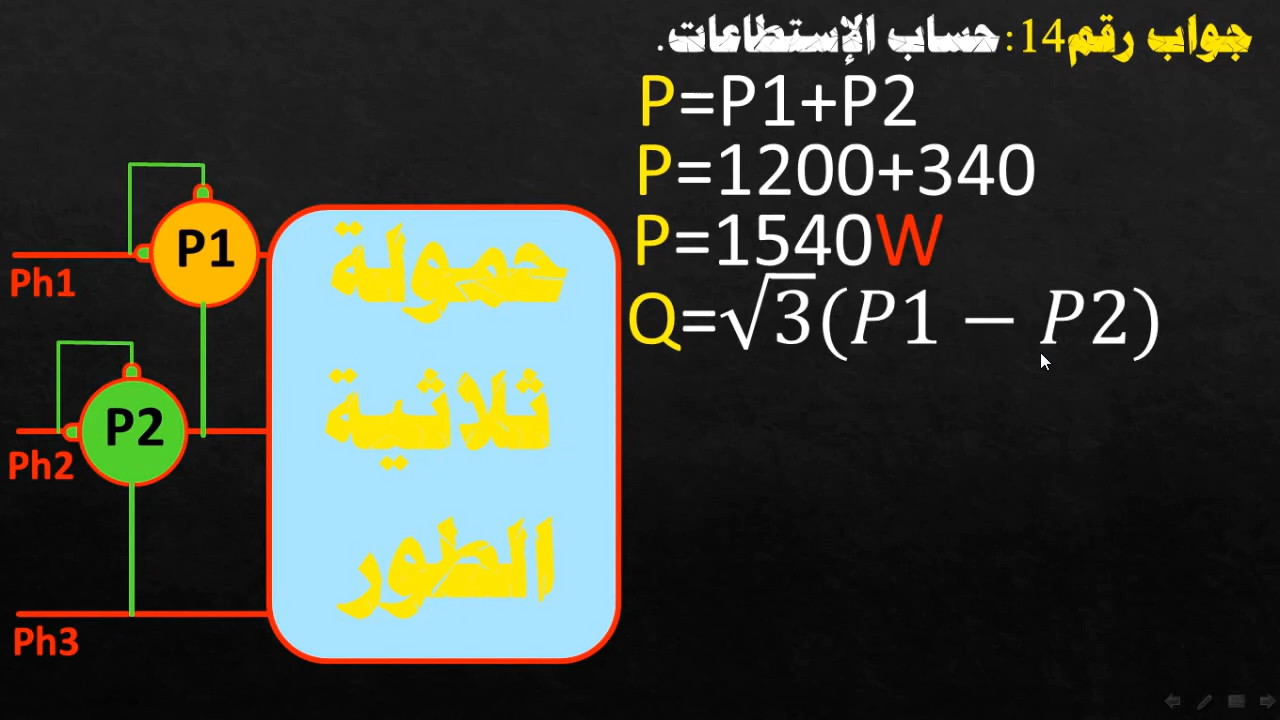 جواب رقم14:حساب الإستطاعات.
P=P1+P2
P=1200+340
P=1540W
Q=√3(P1 − P2)
P1
Ph1
P2
Ph2
Ph3
حمولة
ثلاثية
الطور